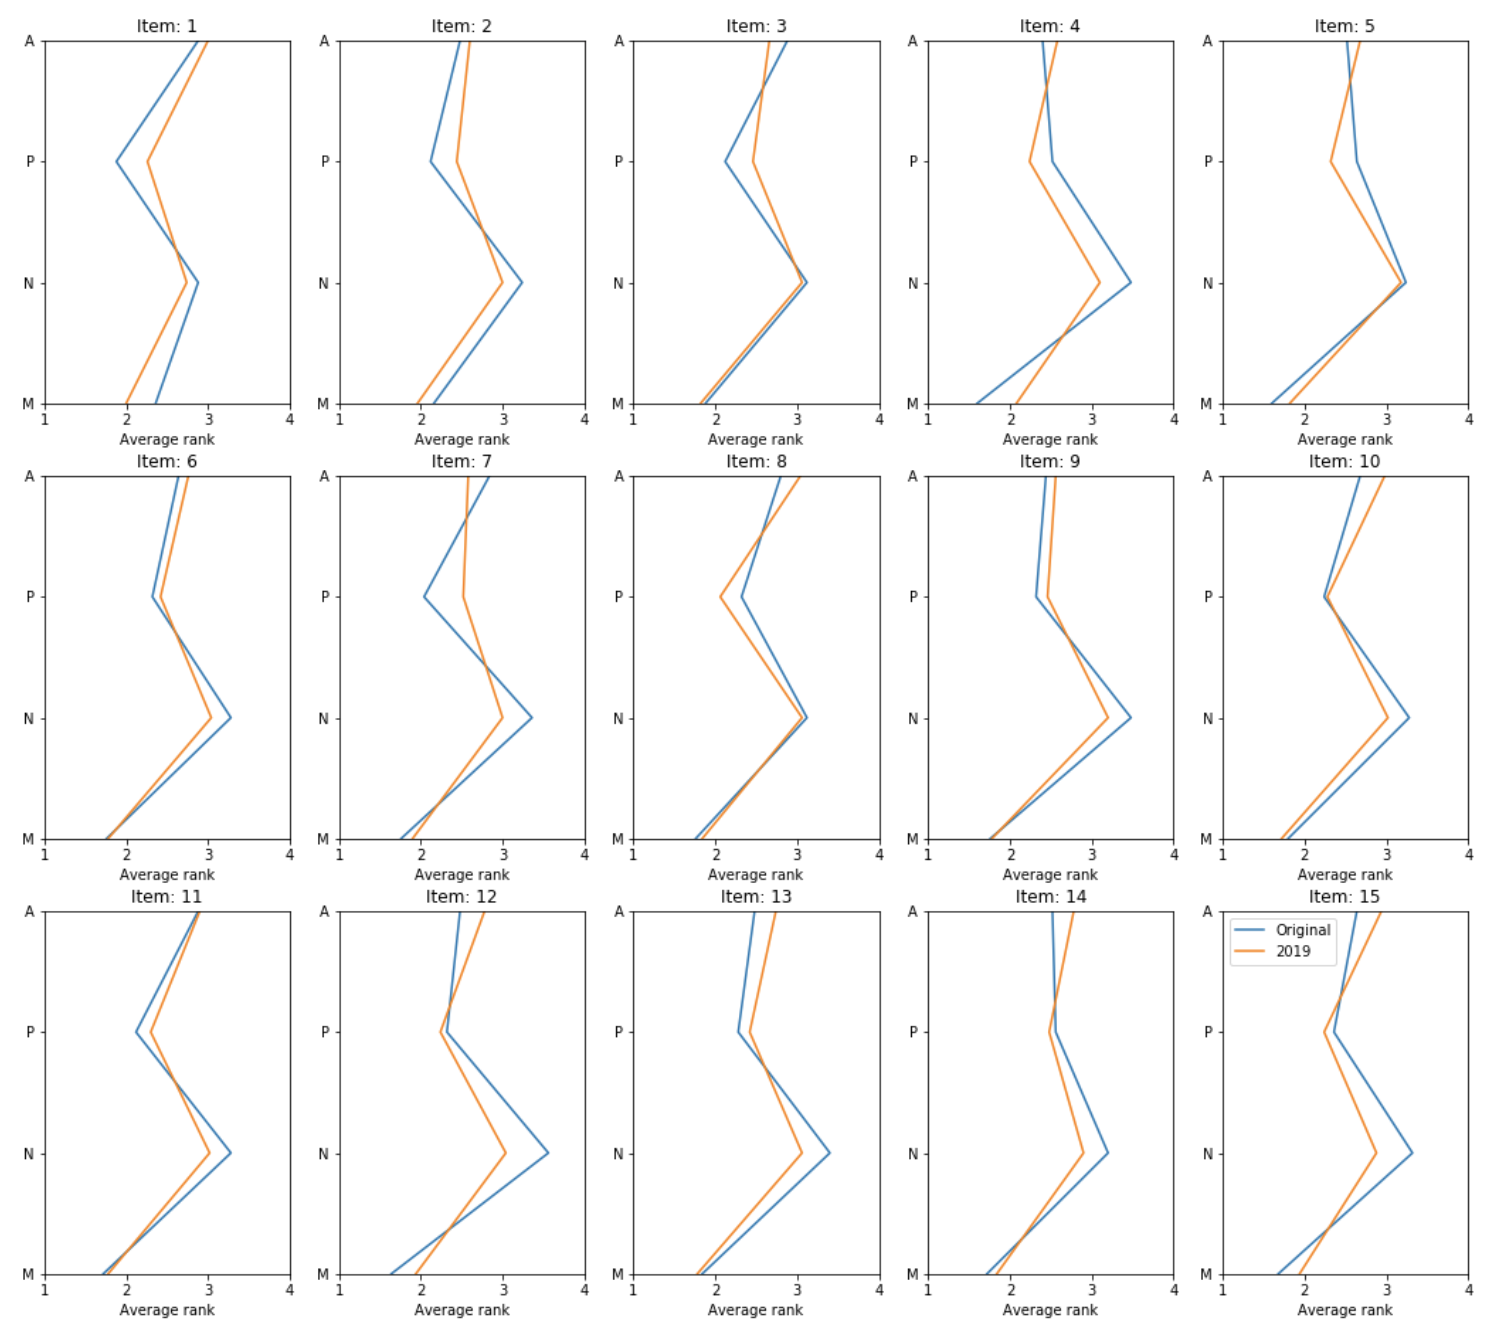 Item: 1
Item: 2
Item: 3
Item: 4
Item: 5
A
P
N
M
1 2 3 4
Average rank
A
P
N
M
1 2 3 4
Average rank
A
P
N
M
1 2 3 4
Average rank
A
P
N
M
1 2 3 4
Average rank
A
P
N
M
1 2 3 4
Average rank
Item: 6
Item: 7
Item: 8
Item: 9
Item: 10
A
P
N
M
1 2 3 4
Average rank
A
P
N
M
1 2 3 4
Average rank
A
P
N
M
1 2 3 4
Average rank
A
P
N
M
1 2 3 4
Average rank
A
P
N
M
1 2 3 4
Average rank
Item: 11
Item: 12
Item: 13
Item: 14
Item: 15
A
P
N
M
1 2 3 4
Average rank
A
P
N
M
1 2 3 4
Average rank
A
P
N
M
1 2 3 4
Average rank
A
P
N
M
1 2 3 4
Average rank
A
P
N
M
Original
2019
1 2 3 4
Average rank